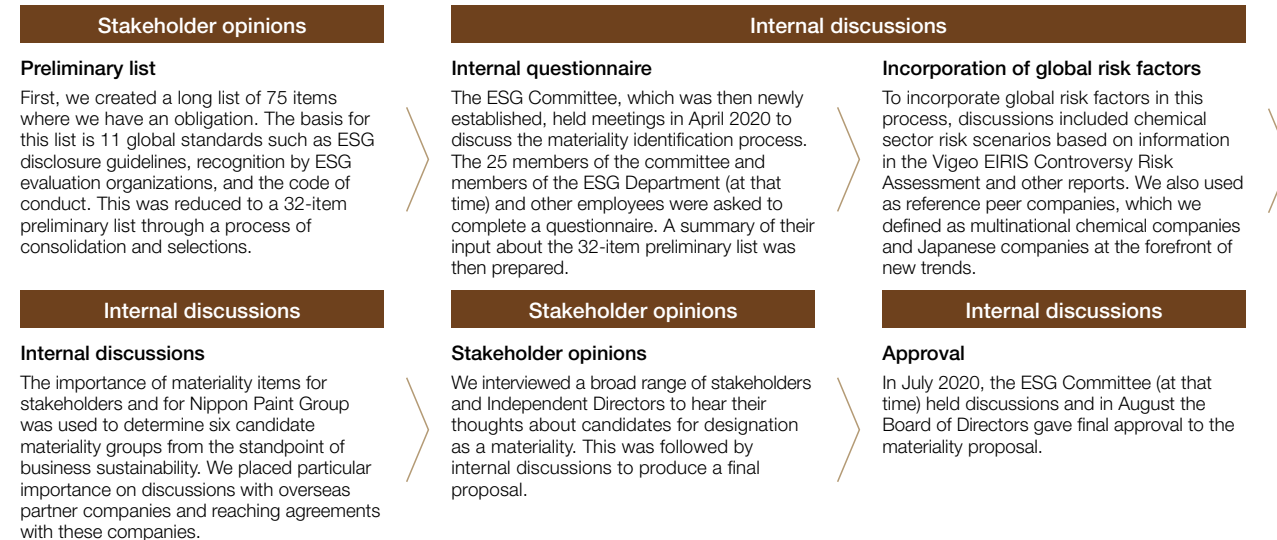 Stakeholder opinions
Internal discussions
Preliminary list
First, we created a long list of 75 items
where we have an obligation. The basis for
this list is 11 global standards such as ESG
disclosure guidelines, recognition by ESG
evaluation organizations, and the code of
conduct. This was reduced to a 32-item
preliminary list through a process of
consolidation and selections.
Internal questionnaire
The ESG Committee, which was then newly
established, held meetings in April 2020 to
discuss the materiality identification process.
The 25 members of the committee and
members of the ESG Department (at that
time) and other employees were asked to
complete a questionnaire. A summary of their
input about the 32-item preliminary list was
then prepared.
Incorporation of global risk factors
To incorporate global risk factors in this
process, discussions included chemical
sector risk scenarios based on information
in the Vigeo EIRIS Controversy Risk
Assessment and other reports. We also used
as reference peer companies, which we
defined as multinational chemical companies
and Japanese companies at the forefront of
new trends.
Internal discussions
Internal discussions
The importance of materiality items for
stakeholders and for Nippon Paint Group
was used to determine six candidate
materiality groups from the standpoint of
business sustainability. We placed particular
importance on discussions with overseas
partner companies and reaching agreements
with these companies.
Stakeholder opinions
Stakeholder opinions
We interviewed a broad range of stakeholders
and Independent Directors to hear their
thoughts about candidates for designation
as a materiality. This was followed by
internal discussions to produce a final
proposal.
Internal discussions
Approval
In July 2020, the ESG Committee (at that
time) held discussions and in August the
Board of Directors gave final approval to the
materiality proposal.